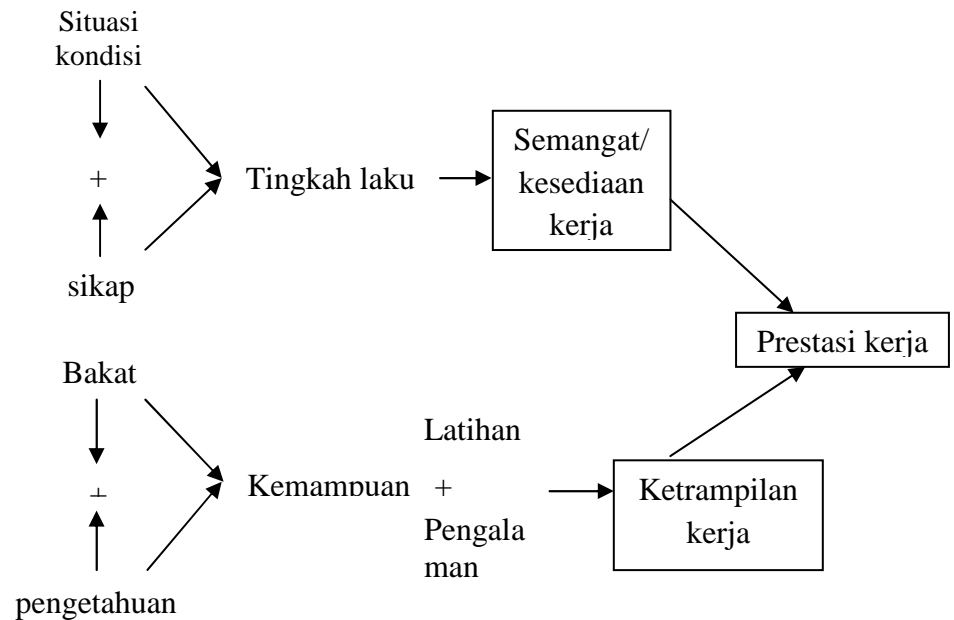 Situasi
kondisi
+
sikap
Tingkah laku
Semangat/
kesediaan
kerja
Prestasi kerja
Bakat
+
pengetahuan
Kemampuan +
Latihan
Pengala
man
Ketrampilan
kerja